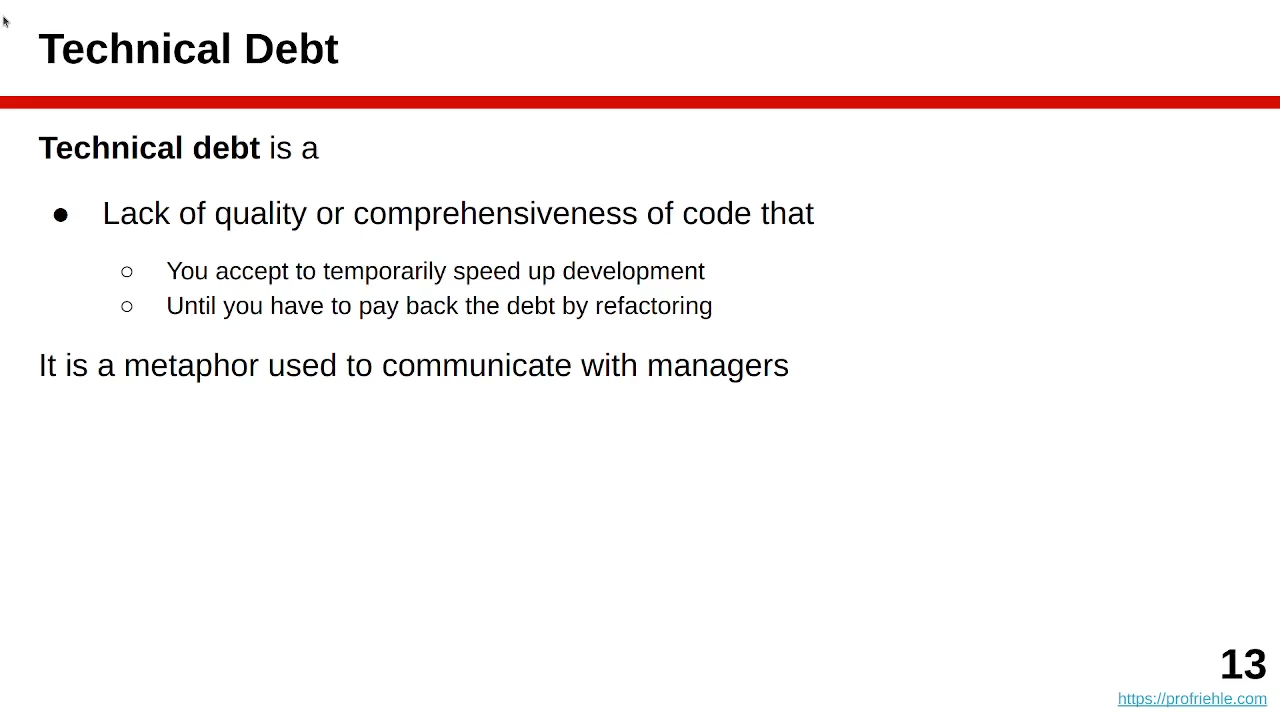 Technical Debt
Technical debt is a
● Lack of quality or comprehensiveness of code that
○ You accept to temporarily speed up development
○ Until you have to pay back the debt by refactoring
It is a metaphor used to communicate with managers
13
https://profriehle.com